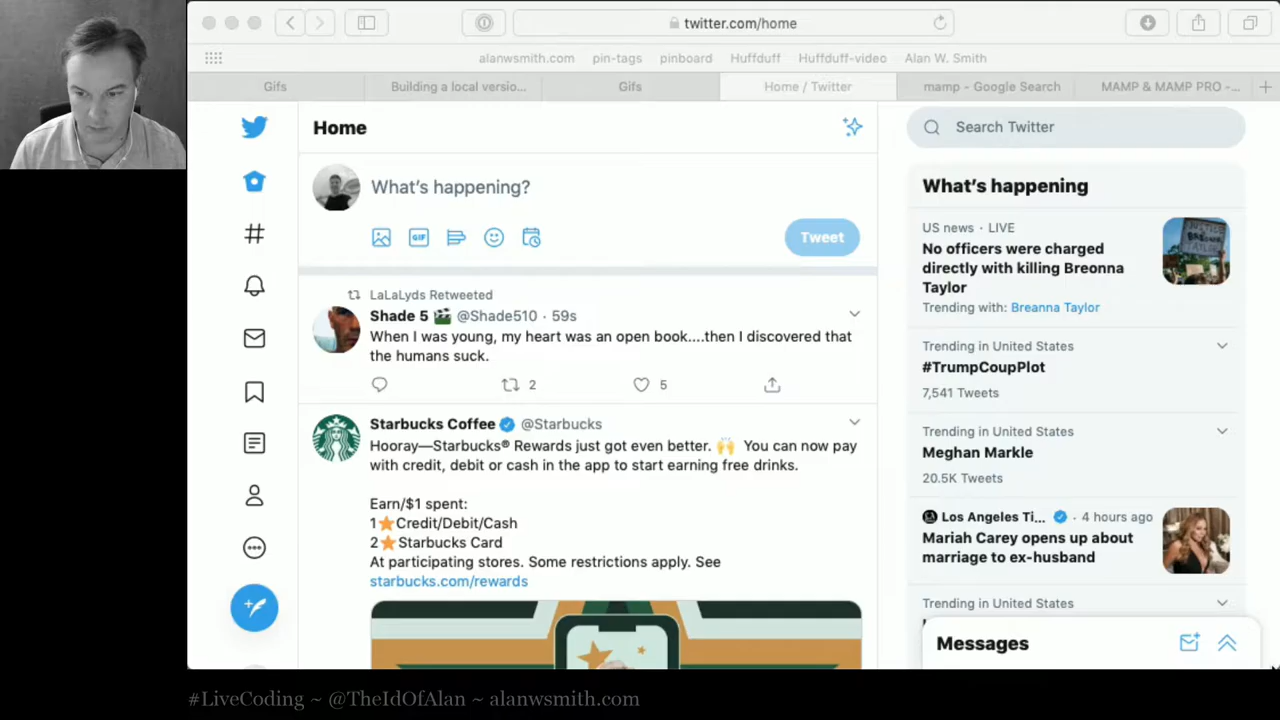 twitter.com/home
alanwsmith.com
pin-tags
pinboard
Huffduff
Huffduff-video
Alan W. Smith
Gifs
Building a local versio...
Gifs
Home / Twitter
mamp - Google Search
MAMP & MAMP PRO -...
Home
What's happening?
GIF
Tweet
LaLaLyds Retweeted
Shade 5 🎬 @Shade510 · 59s
When I was young, my heart was an open book....then I discovered that
the humans suck.
2
5
Starbucks Coffee @Starbucks
Hooray—Starbucks® Rewards just got even better. 🙌 You can now pay
with credit, debit or cash in the app to start earning free drinks.
Earn/$1 spent:
1⭐Credit/Debit/Cash
2⭐Starbucks Card
At participating stores. Some restrictions apply. See
starbucks.com/rewards
Search Twitter
What's happening
US news · LIVE
No officers were charged
directly with killing Breonna
Taylor
Trending with: Breanna Taylor
Trending in United States
#TrumpCoupPlot
7,541 Tweets
Trending in United States
Meghan Markle
20.5K Tweets
Los Angeles Ti... · 4 hours ago
Mariah Carey opens up about
marriage to ex-husband
Trending in United States
Messages
#LiveCoding ~ @TheIdOfAlan ~ alanwsmith.com